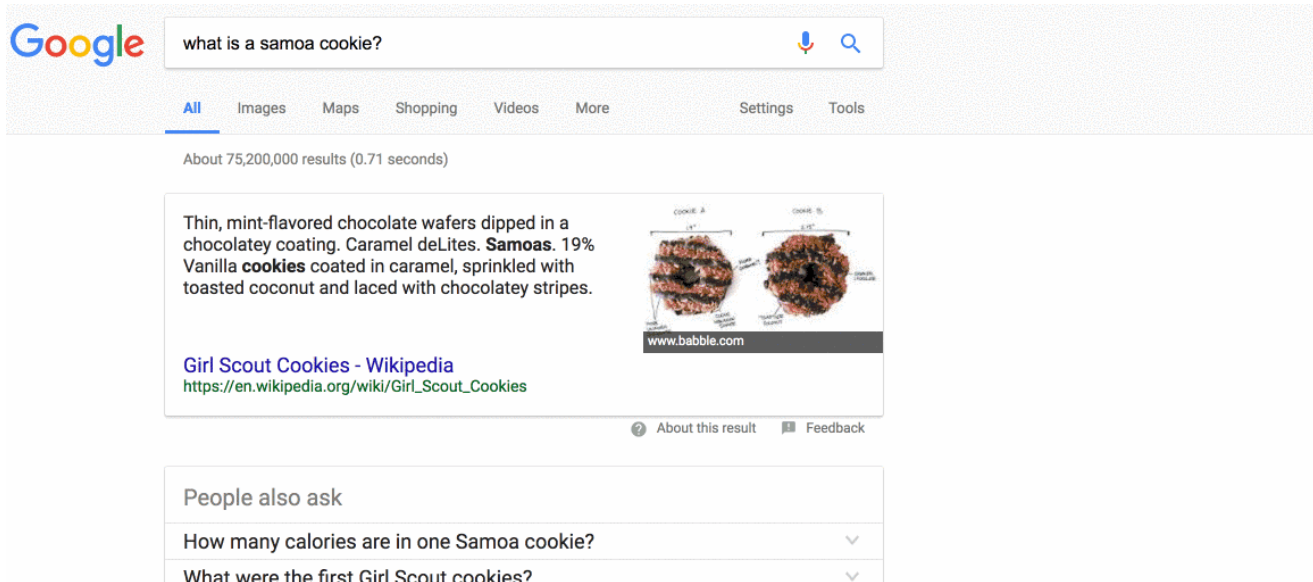 Google
what is a samoa cookie?
All Images Maps Shopping Videos More Settings Tools
About 75,200,000 results (0.71 seconds)
Thin, mint-flavored chocolate wafers dipped in a
chocolatey coating. Caramel deLites. Samoas. 19%
Vanilla cookies coated in caramel, sprinkled with
toasted coconut and laced with chocolatey stripes.
COOKIE A
COOKIE B
www.babble.com
Girl Scout Cookies - Wikipedia
https://en.wikipedia.org/wiki/Girl_Scout_Cookies
About this result Feedback
People also ask
How many calories are in one Samoa cookie?
What were the first Girl Scout cookies?